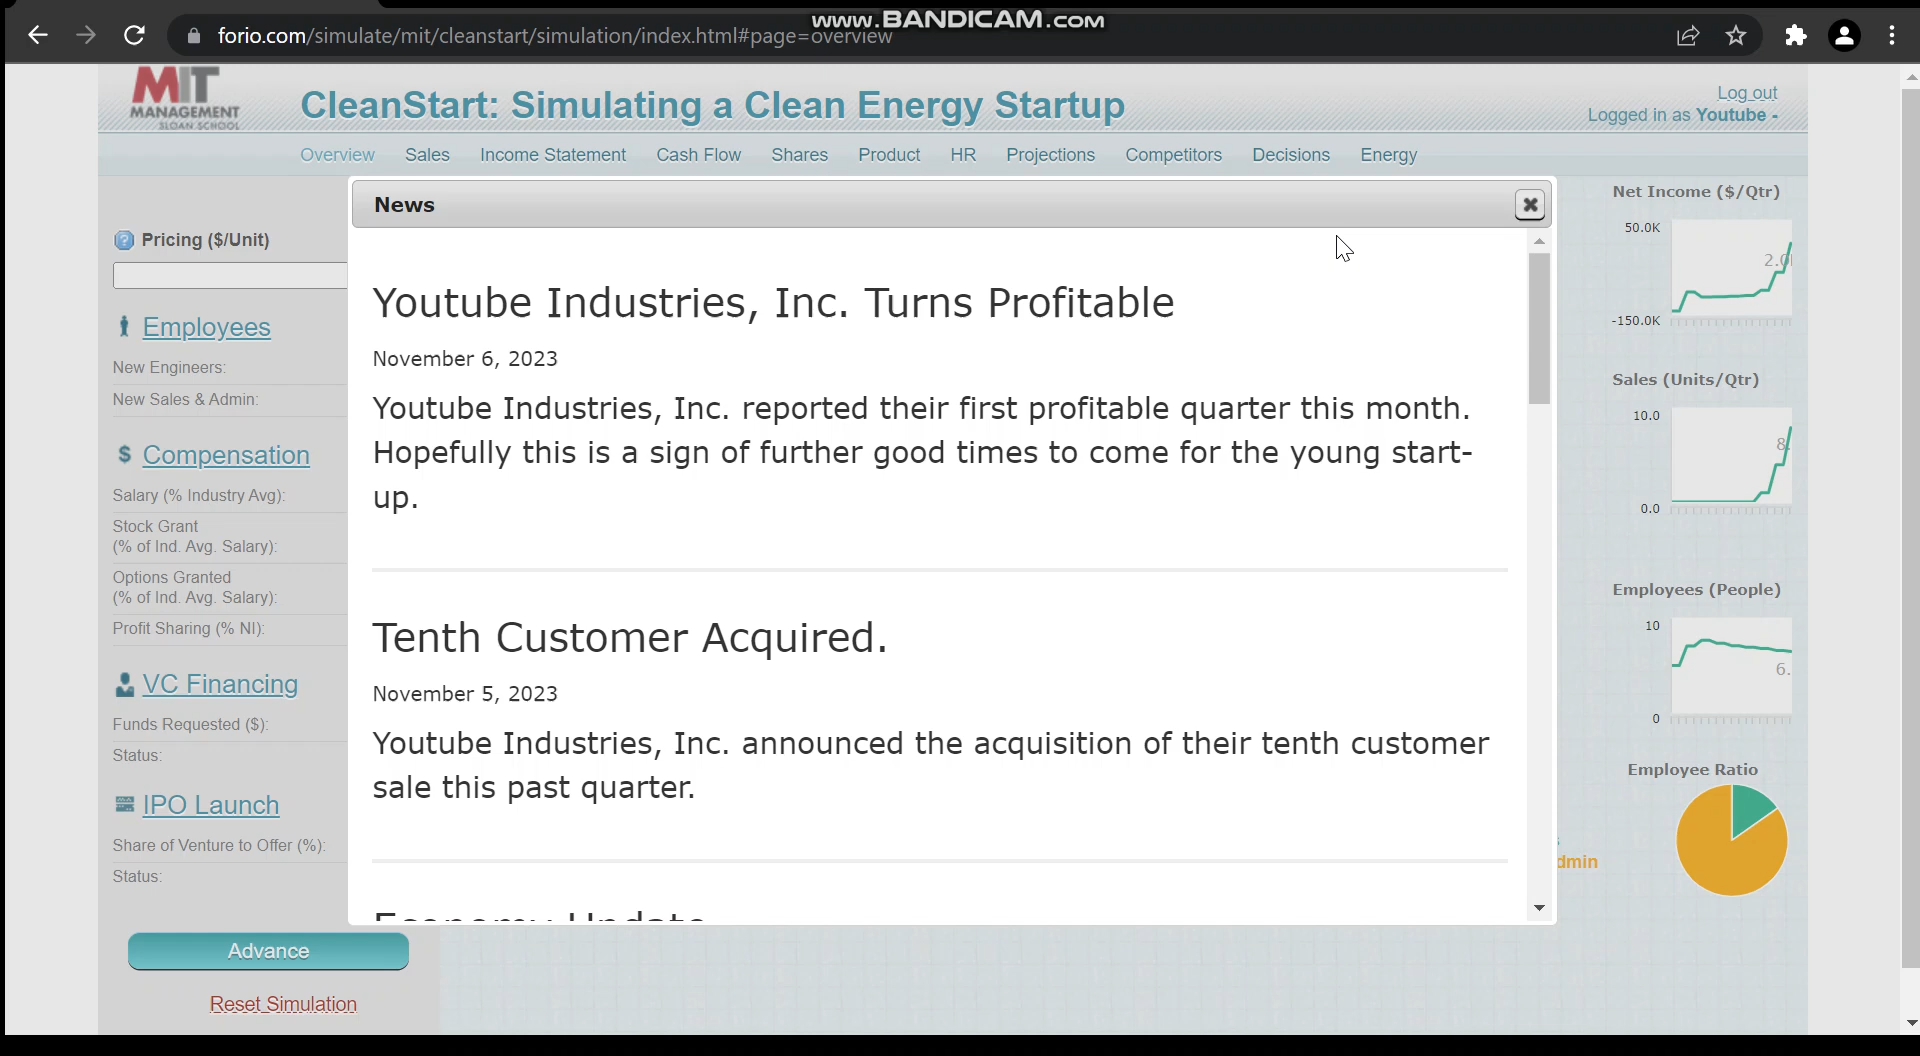 www.BANDICAM.com
forio.com/simulate/mit/cleanstart/simulation/index.html#page=overview
MIT
MANAGEMENT
SLOAN SCHOOL
CleanStart: Simulating a Clean Energy Startup
Log out
Logged in as Youtube -
Overview Sales Income Statement Cash Flow Shares Product HR Projections Competitors Decisions Energy
News
Youtube Industries, Inc. Turns Profitable
November 6, 2023
Youtube Industries, Inc. reported their first profitable quarter this month.
Hopefully this is a sign of further good times to come for the young start-
up.
Tenth Customer Acquired.
November 5, 2023
Youtube Industries, Inc. announced the acquisition of their tenth customer
sale this past quarter.
Economy Update
Pricing ($/Unit)
Employees
New Engineers:
New Sales & Admin:
$ Compensation
Salary (% Industry Avg):
Stock Grant
(% of Ind. Avg. Salary):
Options Granted
(% of Ind. Avg. Salary):
Profit Sharing (% NI):
VC Financing
Funds Requested ($):
Status:
IPO Launch
Share of Venture to Offer (%):
Status:
Advance
Reset Simulation
Net Income ($/Qtr)
50.0K
2.0
-150.0K
Sales (Units/Qtr)
10.0
8
0.0
Employees (People)
10
6.
0
Employee Ratio
dmin